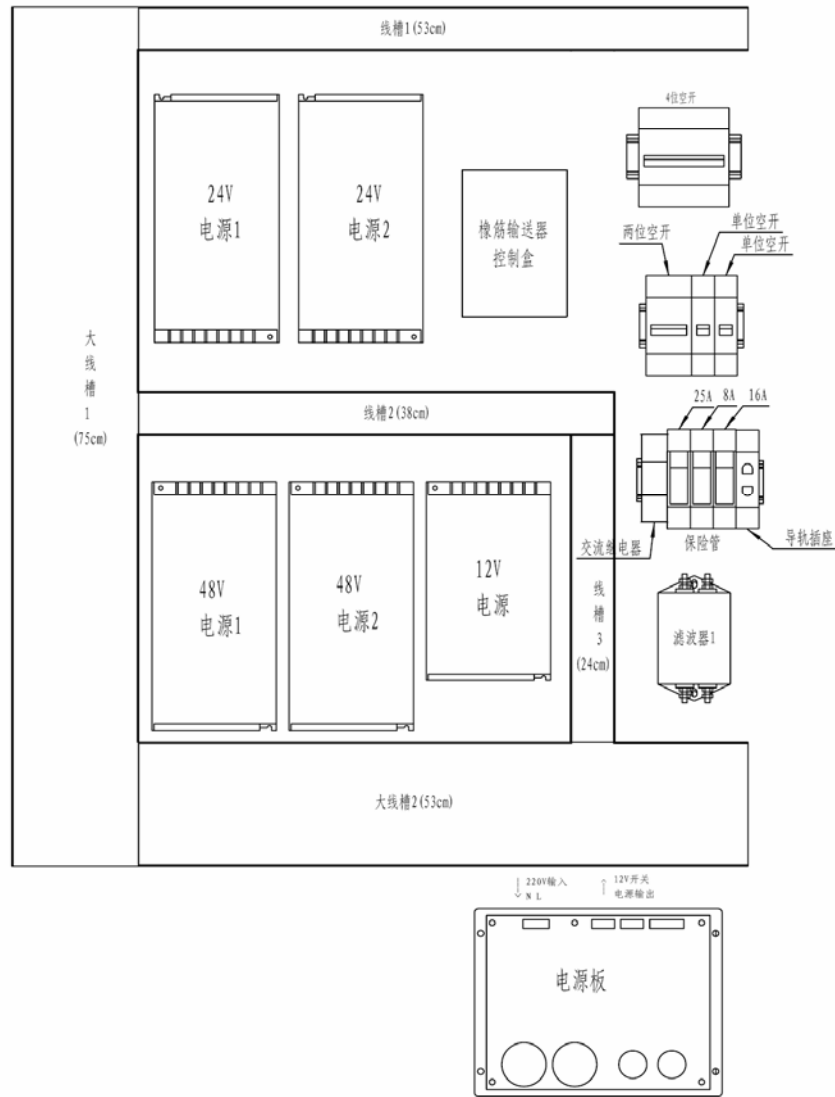 线槽1(53cm)
4位空开
24V
电源1
24V
电源2
橡筋输送器
控制盒
单位空开
两位空开
单位空开
大
线
槽
1
(75cm)
线槽2(38cm)
25A
8A
16A
交流继电器
保险管
导轨插座
48V
电源1
48V
电源2
12V
电源
线
槽
3
(24cm)
滤波器1
大线槽2(53cm)
220V输入
N L
12V开关
电源输出
电源板